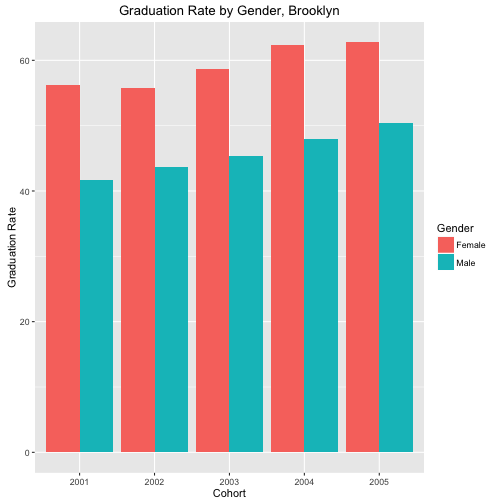 Graduation Rate by Gender, Brooklyn
60
40
20
0
Graduation Rate
2001 2002 2003 2004 2005
Cohort
Gender
Female
Male